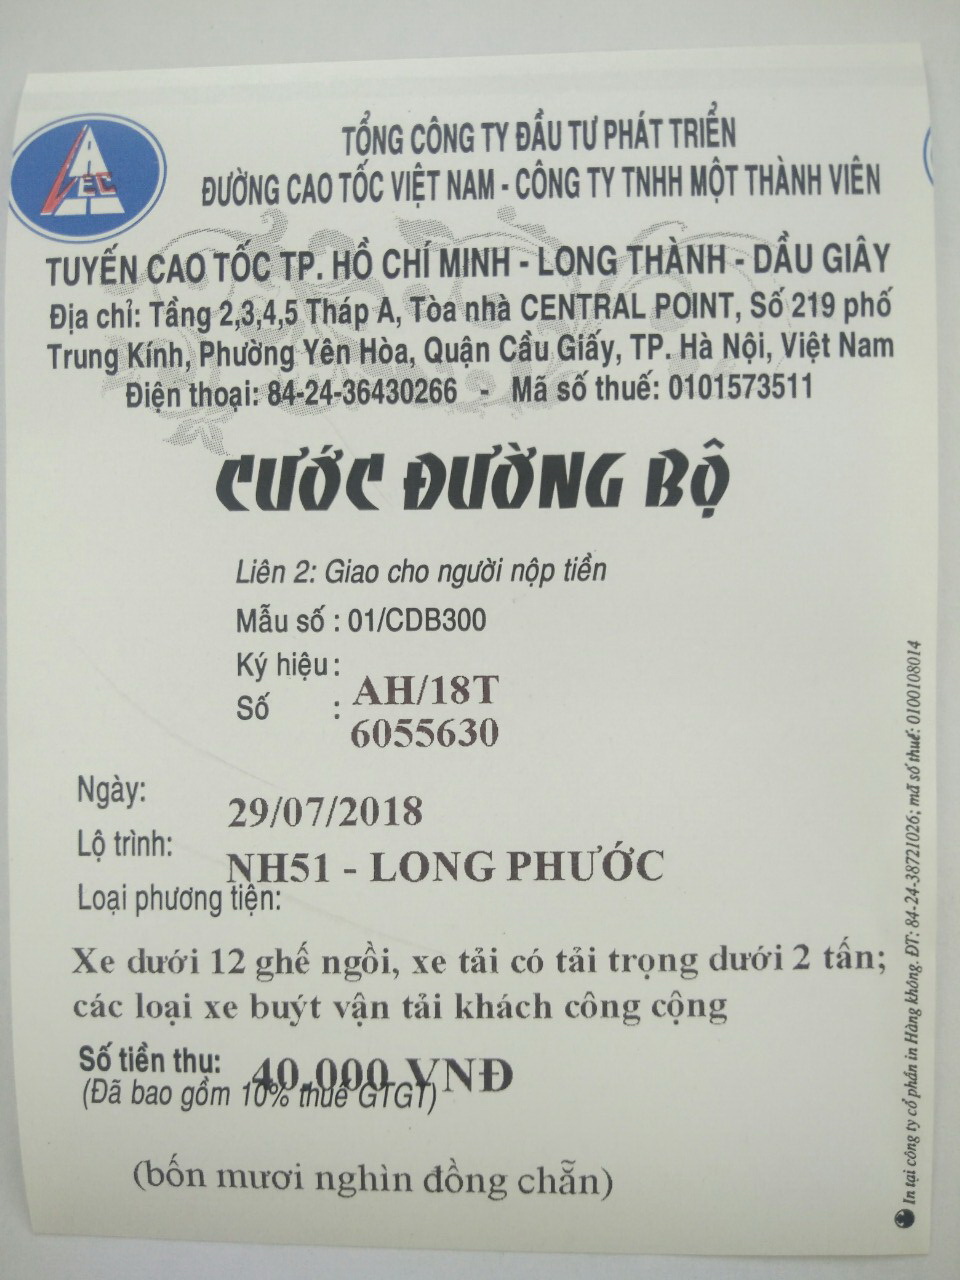 TỔNG CÔNG TY ĐẦU TƯ PHÁT TRIỂN
ĐƯỜNG CAO TỐC VIỆT NAM - CÔNG TY TNHH MỘT THÀNH VIÊN
VEC
TUYẾN CAO TỐC TP. HỒ CHÍ MINH - LONG THÀNH - DẦU GIÂY
Địa chỉ: Tầng 2,3,4,5 Tháp A, Tòa nhà CENTRAL POINT, Số 219 phố
Trung Kính, Phường Yên Hòa, Quận Cầu Giấy, TP. Hà Nội, Việt Nam
Điện thoại: 84-24-36430266 - Mã số thuế: 0101573511
CƯỚC ĐƯỜNG BỘ
Liên 2: Giao cho người nộp tiền
Mẫu số : 01/CDB300
Ký hiệu : AH/18T
Số : 6055630
Ngày: 29/07/2018
Lộ trình: NH51 - LONG PHƯỚC
Loại phương tiện:
Xe dưới 12 ghế ngồi, xe tải có tải trọng dưới 2 tấn;
các loại xe buýt vận tải khách công cộng
Số tiền thu: 40.000 VNĐ
(Đã bao gồm 10% thuế GTGT)
(bốn mươi nghìn đồng chẵn)
In tại công ty cổ phần in Hàng không. ĐT: 84-24-38721026; mã số thuế: 0100108014